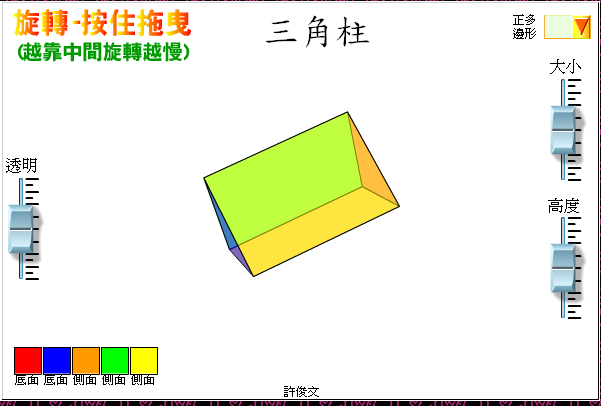 旋轉-按住拖曳
(越靠中間旋轉越慢)
三角柱
正多
邊形
大小
透明
高度
底面 底面 側面 側面 側面
許俊文